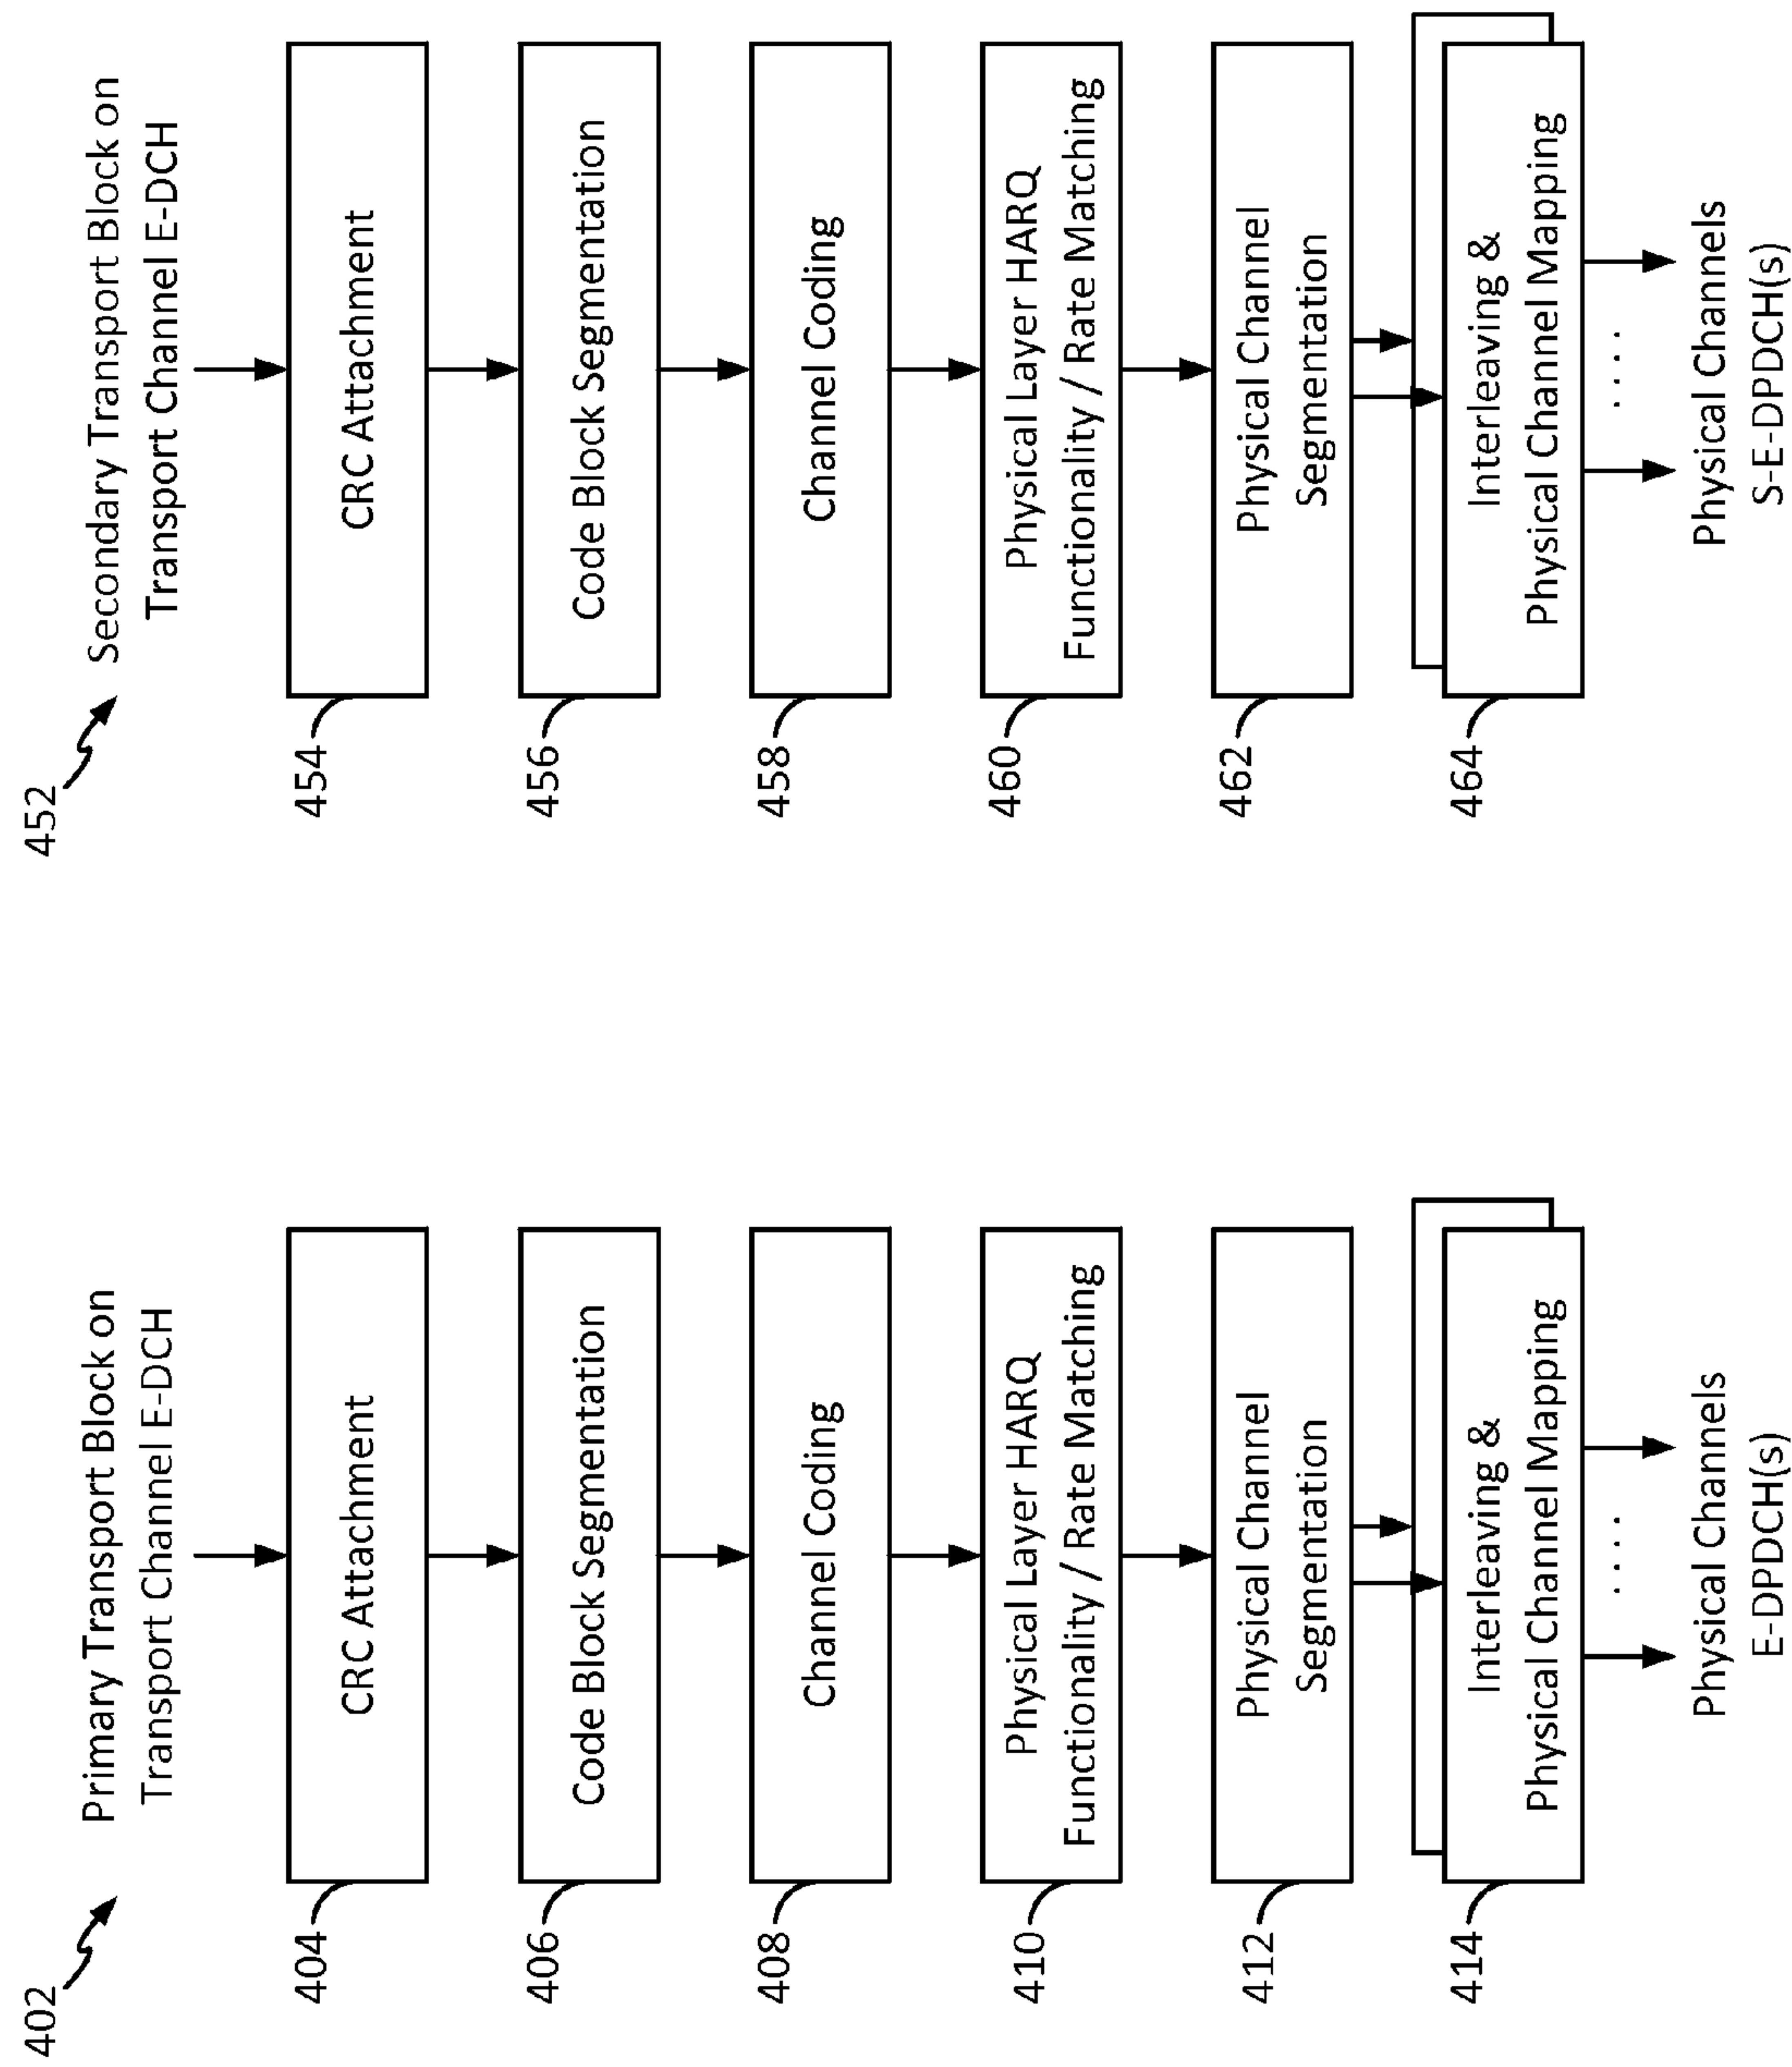 402
Primary Transport Block on
Transport Channel E-DCH
404
CRC Attachment
406
Code Block Segmentation
408
Channel Coding
410
Physical Layer HARQ
Functionality / Rate Matching
412
Physical Channel
Segmentation
414
Interleaving &
Physical Channel Mapping
. . . .
Physical Channels
E-DPDCH(s)
452
Secondary Transport Block on
Transport Channel E-DCH
454
CRC Attachment
456
Code Block Segmentation
458
Channel Coding
460
Physical Layer HARQ
Functionality / Rate Matching
462
Physical Channel
Segmentation
464
Interleaving &
Physical Channel Mapping
. . . .
Physical Channels
S-E-DPDCH(s)